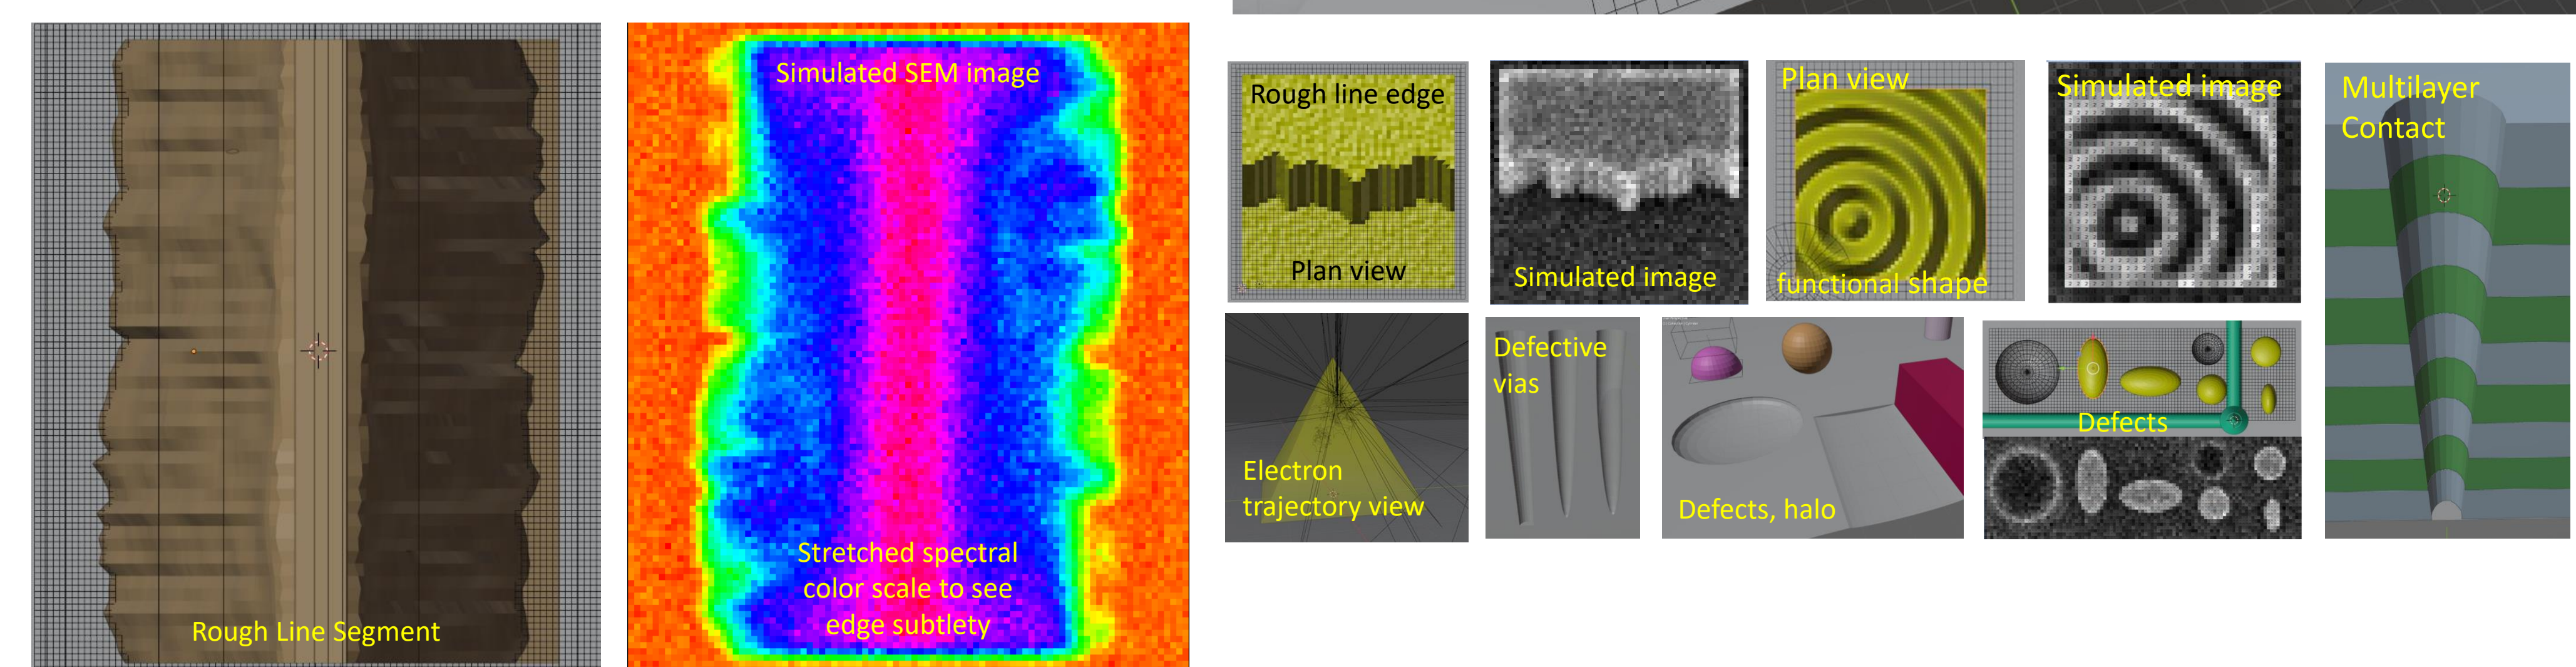 Rough Line Segment
Simulated SEM image
Stretched spectral
color scale to see
edge subtlety
Rough line edge
Plan view
Simulated image
Plan view
functional shape
Simulated image
Multilayer
Contact
Electron
trajectory view
Defective
vias
Defects, halo
Defects